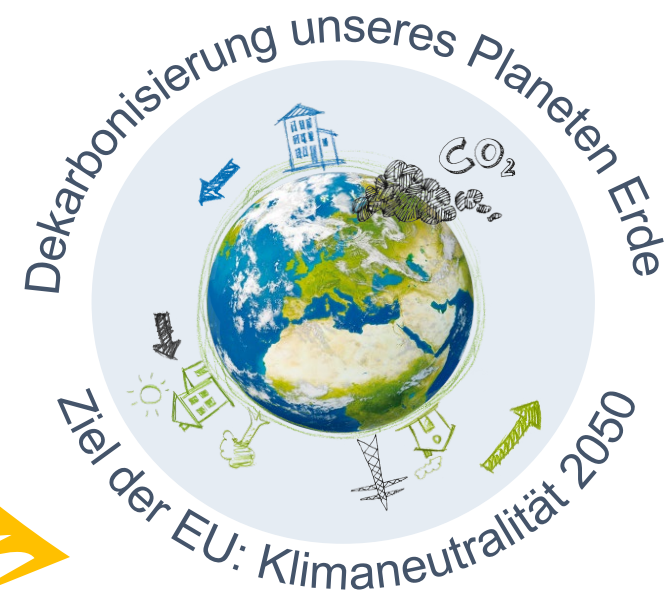 Dekarbonisierung unseres Planeten Erde
CO₂
Ziel der EU: Klimaneutralität 2050